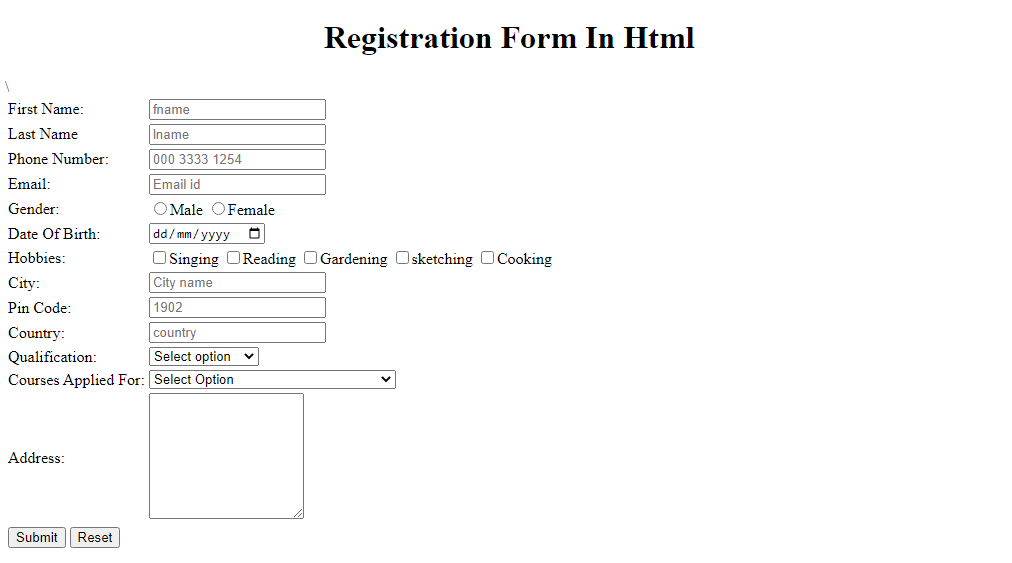 Registration Form In Html
\
First Name: fname
Last Name lname
Phone Number: 000 3333 1254
Email: Email id
Gender: Male Female
Date Of Birth: dd/mm/yyyy
Hobbies: Singing Reading Gardening sketching Cooking
City: City name
Pin Code: 1902
Country: country
Qualification: Select option
Courses Applied For: Select Option
Address:
Submit Reset